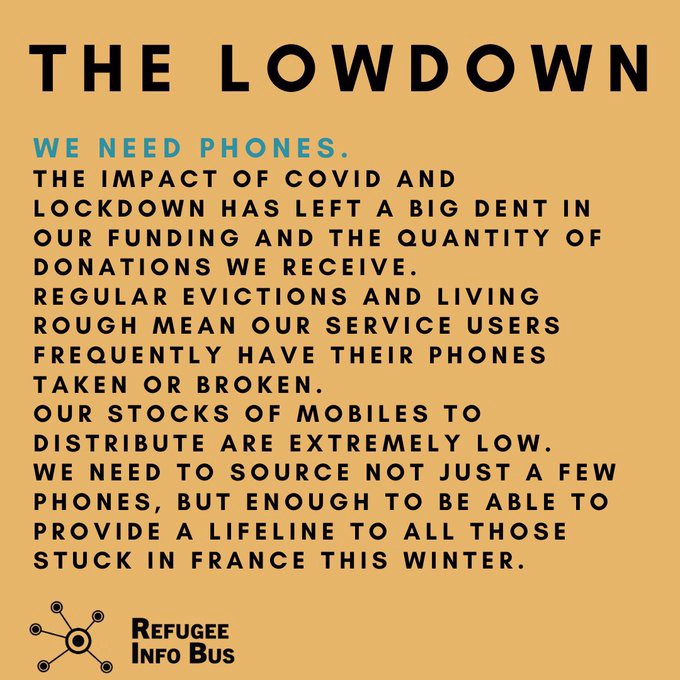 THE LOWDOWN
WE NEED PHONES.
THE IMPACT OF COVID AND
LOCKDOWN HAS LEFT A BIG DENT IN
OUR FUNDING AND THE QUANTITY OF
DONATIONS WE RECEIVE.
REGULAR EVICTIONS AND LIVING
ROUGH MEAN OUR SERVICE USERS
FREQUENTLY HAVE THEIR PHONES
TAKEN OR BROKEN.
OUR STOCKS OF MOBILES TO
DISTRIBUTE ARE EXTREMELY LOW.
WE NEED TO SOURCE NOT JUST A FEW
PHONES, BUT ENOUGH TO BE ABLE TO
PROVIDE A LIFELINE TO ALL THOSE
STUCK IN FRANCE THIS WINTER.
REFUGEE
INFO BUS